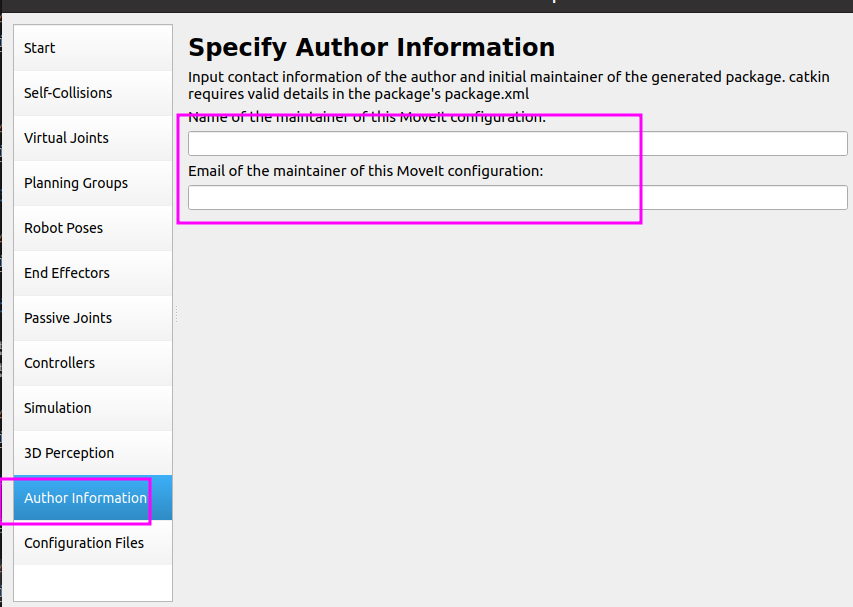 Start
Self-Collisions
Virtual Joints
Planning Groups
Robot Poses
End Effectors
Passive Joints
Controllers
Simulation
3D Perception
Author Information
Configuration Files
Specify Author Information
Input contact information of the author and initial maintainer of the generated package. catkin
requires valid details in the package's package.xml
Name of the maintainer of this MoveIt configuration:
Email of the maintainer of this MoveIt configuration: